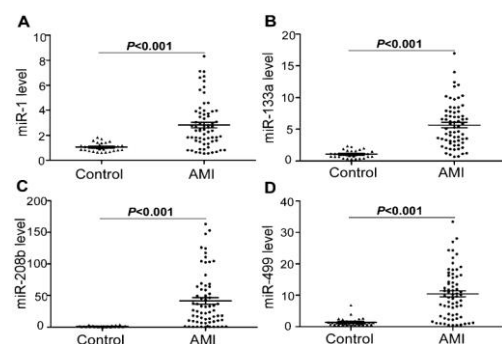 A
P<0.001
miR-1 level
10
8
6
4
2
0
Control
AMI
B
P<0.001
miR-133a level
20
15
10
5
0
Control
AMI
C
P<0.001
miR-208b level
200
150
100
50
0
Control
AMI
D
P<0.001
miR-499 level
40
30
20
10
0
Control
AMI